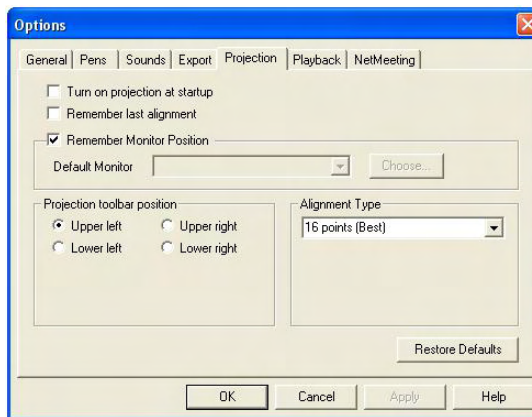 Options
General Pens Sounds Export Projection Playback NetMeeting
Turn on projection at startup
Remember last alignment
Remember Monitor Position
Default Monitor Choose...
Projection toolbar position Alignment Type
Upper left Upper right 16 points (Best)
Lower left Lower right
Restore Defaults
OK Cancel Apply Help